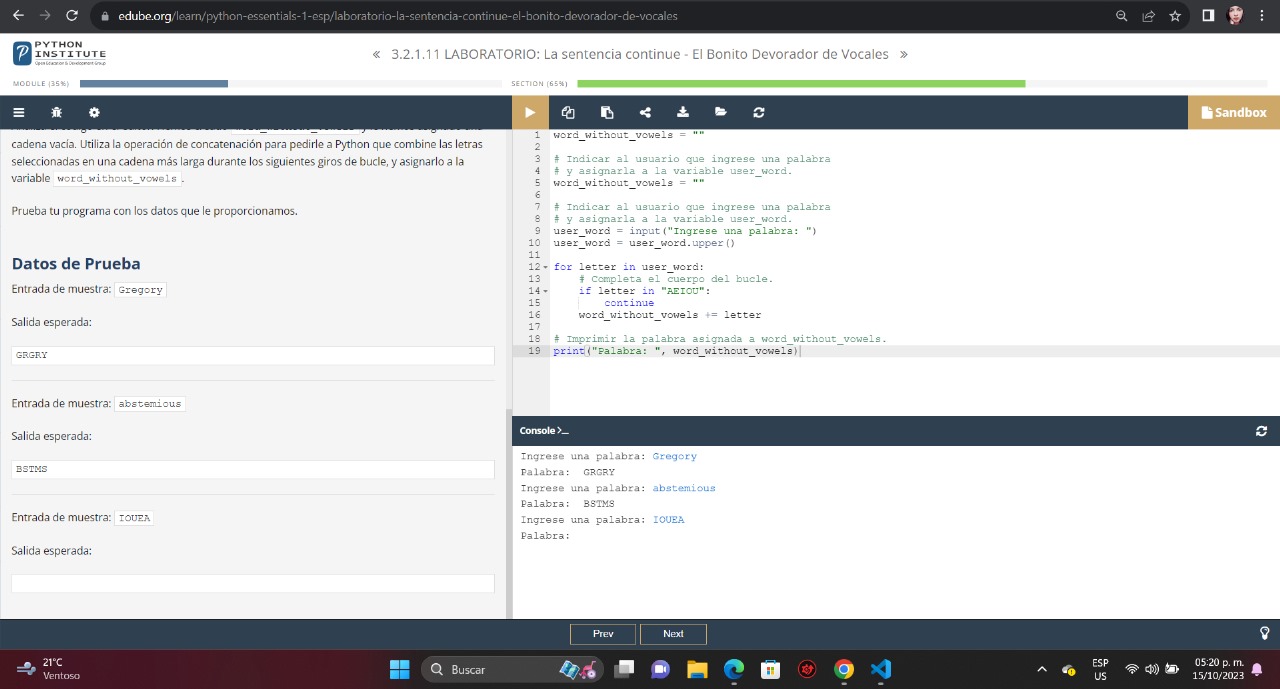 edube.org/learn/python-essentials-1-esp/laboratorio-la-sentencia-continue-el-bonito-devorador-de-vocales
PYTHON
INSTITUTE
Open Education & Development Group
« 3.2.1.11 LABORATORIO: La sentencia continue - El Bonito Devorador de Vocales »
MODULE (35%)
SECTION (65%)
Sandbox
cadena vacía. Utiliza la operación de concatenación para pedirle a Python que combine las letras
seleccionadas en una cadena más larga durante los siguientes giros de bucle, y asignarlo a la
variable word_without_vowels.
Prueba tu programa con los datos que le proporcionamos.
Datos de Prueba
Entrada de muestra: Gregory
Salida esperada:
GRGRY
Entrada de muestra: abstemious
Salida esperada:
BSTMS
Entrada de muestra: IOUEA
Salida esperada:
1 word_without_vowels = ""
2
3 # Indicar al usuario que ingrese una palabra
4 # y asignarla a la variable user_word.
5 word_without_vowels = ""
6
7 # Indicar al usuario que ingrese una palabra
8 # y asignarla a la variable user_word.
9 user_word = input("Ingrese una palabra: ")
10 user_word = user_word.upper()
11
12 for letter in user_word:
13 # Completa el cuerpo del bucle.
14 if letter in "AEIOU":
15 continue
16 word_without_vowels += letter
17
18 # Imprimir la palabra asignada a word_without_vowels.
19 print("Palabra: ", word_without_vowels)
Console >_
Ingrese una palabra: Gregory
Palabra:  GRGRY
Ingrese una palabra: abstemious
Palabra:  BSTMS
Ingrese una palabra: IOUEA
Palabra:
Prev
Next
21°C
Ventoso
Buscar
ESP
US
05:20 p. m.
15/10/2023